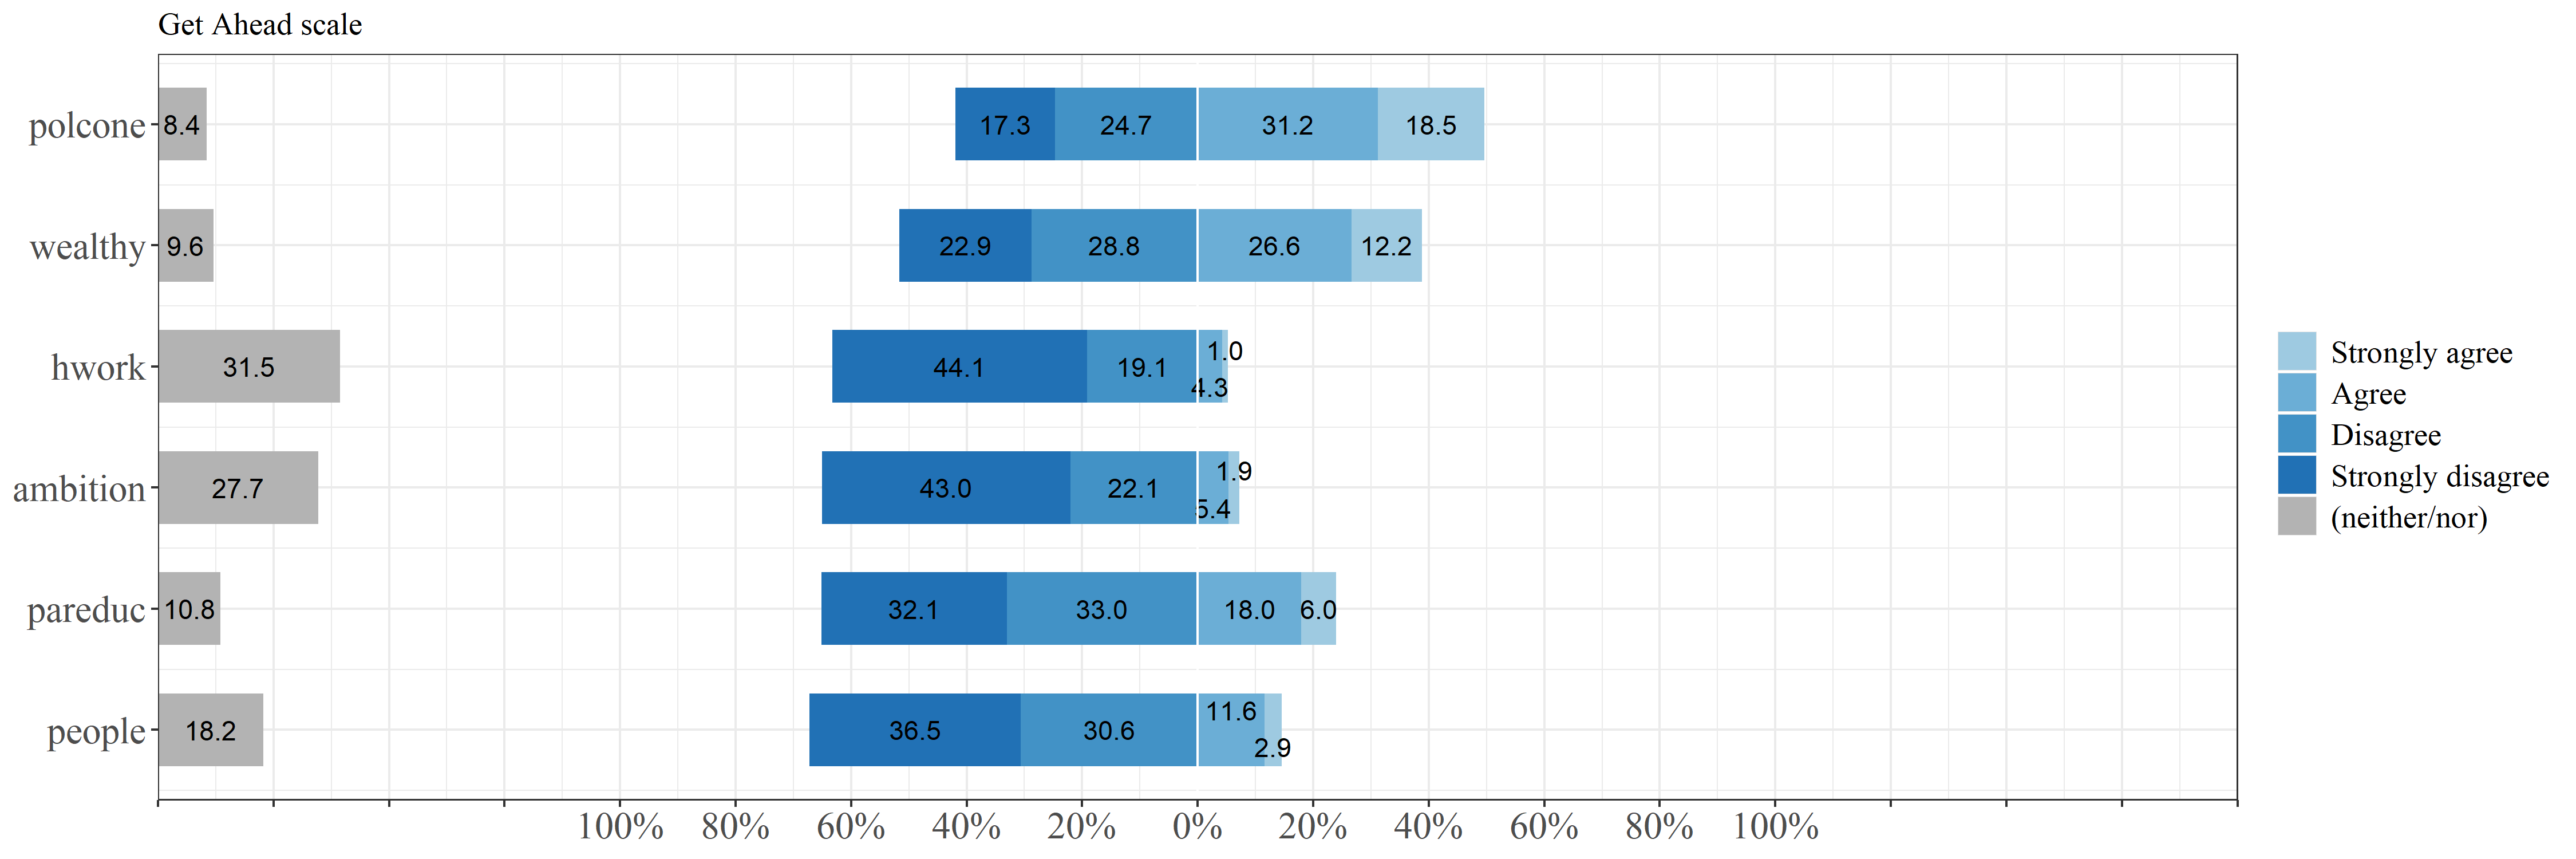 Get Ahead scale
polcone 8.4 17.3 24.7 31.2 18.5
wealthy 9.6 22.9 28.8 26.6 12.2
hwork 31.5 44.1 19.1 4.3 1.0
ambition 27.7 43.0 22.1 5.4 1.9
pareduc 10.8 32.1 33.0 18.0 6.0
people 18.2 36.5 30.6 11.6 2.9
100% 80% 60% 40% 20% 0% 20% 40% 60% 80% 100%
Strongly agree
Agree
Disagree
Strongly disagree
(neither/nor)